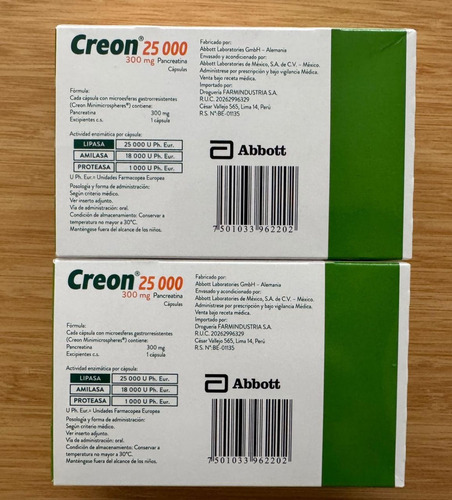 Creon® 25 000
300 mg Pancreatina
Cápsulas
Fórmula:
Cada cápsula con microesferas gastrorresistentes
(Creon Minimicrospheres®) contiene:
Pancreatina 300 mg
Excipientes c.s. 1 cápsula
Actividad enzimática por cápsula:
LIPASA 25 000 U Ph. Eur.
AMILASA 18 000 U Ph. Eur.
PROTEASA 1 000 U Ph. Eur.
U Ph. Eur.= Unidades Farmacopea Europea
Posología y forma de administración:
Según criterio médico.
Ver inserto adjunto.
Vía de administración: oral.
Condición de almacenamiento: Conservar a
temperatura no mayor a 30°C.
Manténgase fuera del alcance de los niños.
Fabricado por:
Abbott Laboratories GmbH – Alemania
Envasado y acondicionado por:
Abbott Laboratories de México, S.A. de C.V. – México.
Adminístrese por prescripción y bajo vigilancia Médica.
Venta bajo receta médica.
Importado por:
Droguería FARMINDUSTRIA S.A.
R.U.C. 20262996329
César Vallejo 565, Lima 14, Perú
R.S. N°:BE-01135
Abbott
7 501033 962202
Creon® 25 000
300 mg Pancreatina
Cápsulas
Fórmula:
Cada cápsula con microesferas gastrorresistentes
(Creon Minimicrospheres®) contiene:
Pancreatina 300 mg
Excipientes c.s. 1 cápsula
Actividad enzimática por cápsula:
LIPASA 25 000 U Ph. Eur.
AMILASA 18 000 U Ph. Eur.
PROTEASA 1 000 U Ph. Eur.
U Ph. Eur.= Unidades Farmacopea Europea
Posología y forma de administración:
Según criterio médico.
Ver inserto adjunto.
Vía de administración: oral.
Condición de almacenamiento: Conservar a
temperatura no mayor a 30°C.
Manténgase fuera del alcance de los niños.
Fabricado por:
Abbott Laboratories GmbH – Alemania
Envasado y acondicionado por:
Abbott Laboratories de México, S.A. de C.V. – México.
Adminístrese por prescripción y bajo vigilancia Médica.
Venta bajo receta médica.
Importado por:
Droguería FARMINDUSTRIA S.A.
R.U.C. 20262996329
César Vallejo 565, Lima 14, Perú
R.S. N°:BE-01135
Abbott
7 501033 962202